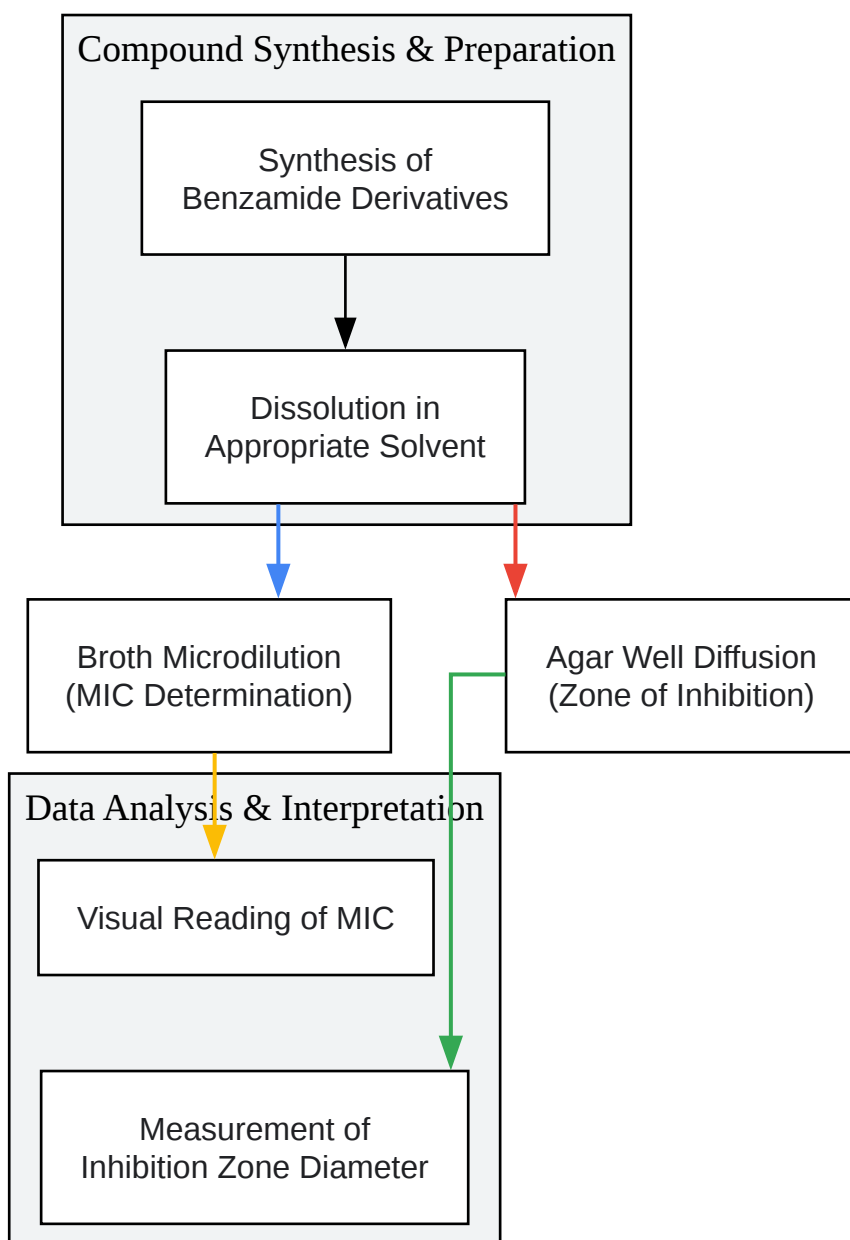 Compound Synthesis & Preparation
Synthesis of
Benzamide Derivatives
Dissolution in
Appropriate Solvent
Broth Microdilution
(MIC Determination)
Agar Well Diffusion
(Zone of Inhibition)
Data Analysis & Interpretation
Visual Reading of MIC
Measurement of
Inhibition Zone Diameter